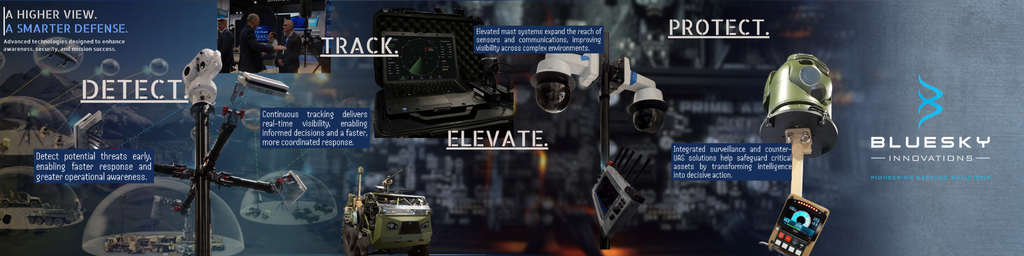 A HIGHER VIEW.
A SMARTER DEFENSE.
Advanced technologies designed to enhance
awareness, security, and mission success.
DETECT.
Detect potential threats early,
enabling faster response and
greater operational awareness.
TRACK.
Continuous tracking delivers
real-time visibility, enabling
informed decisions and a faster,
more coordinated response.
ELEVATE.
Elevated mast systems expand the reach of
sensors and communications, improving
visibility across complex environments.
PROTECT.
Integrated surveillance and counter-
UAS solutions help safeguard critical
assets by transforming intelligence
into decisive action.
BLUESKY
INNOVATIONS
PIONEERING DEFENSE SOLUTIONS